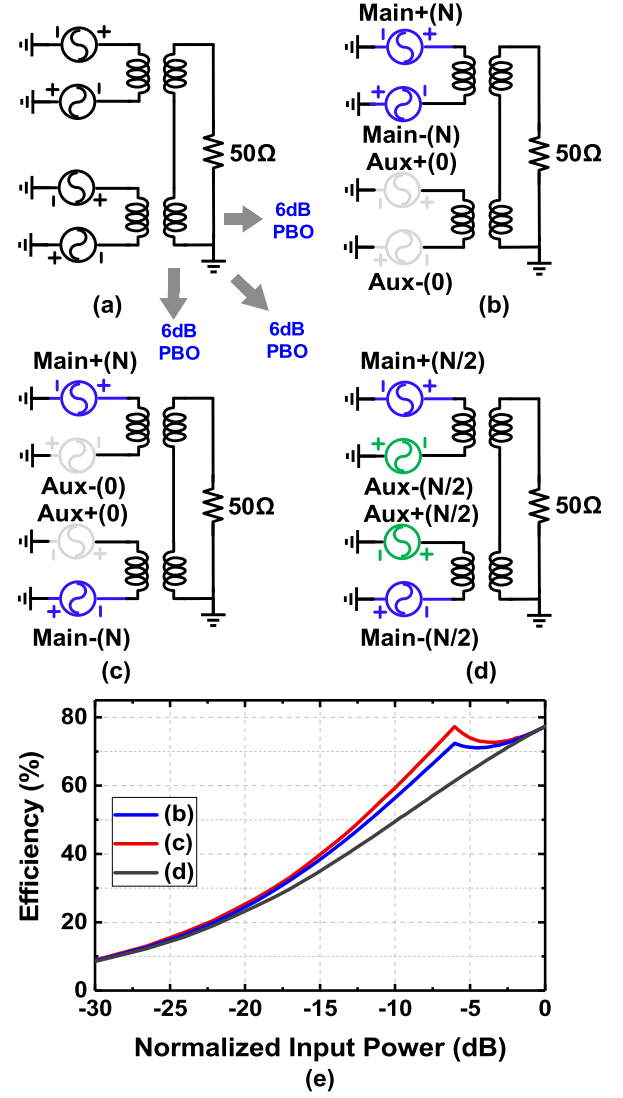 (a)
50Ω
6dB
PBO
6dB
PBO
6dB
PBO
Main+(N)
Main-(N)
Aux+(0)
50Ω
Aux-(0)
(b)
Main+(N)
Aux-(0)
Aux+(0)
50Ω
Main-(N)
(c)
Main+(N/2)
Aux-(N/2)
Aux+(N/2)
50Ω
Main-(N/2)
(d)
Efficiency (%)
80
60
40
20
0
(b)
(c)
(d)
-30 -25 -20 -15 -10 -5 0
Normalized Input Power (dB)
(e)